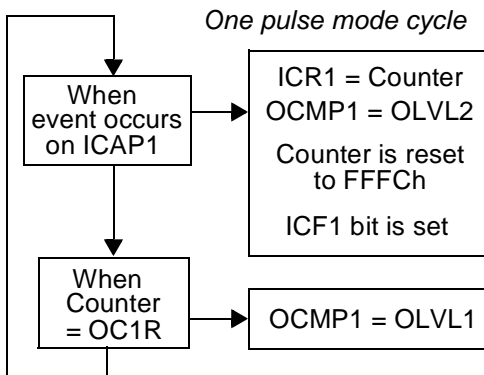 One pulse mode cycle
When
event occurs
on ICAP1
ICR1 = Counter
OCMP1 = OLVL2
Counter is reset
to FFFCh
ICF1 bit is set
When
Counter
= OC1R
OCMP1 = OLVL1